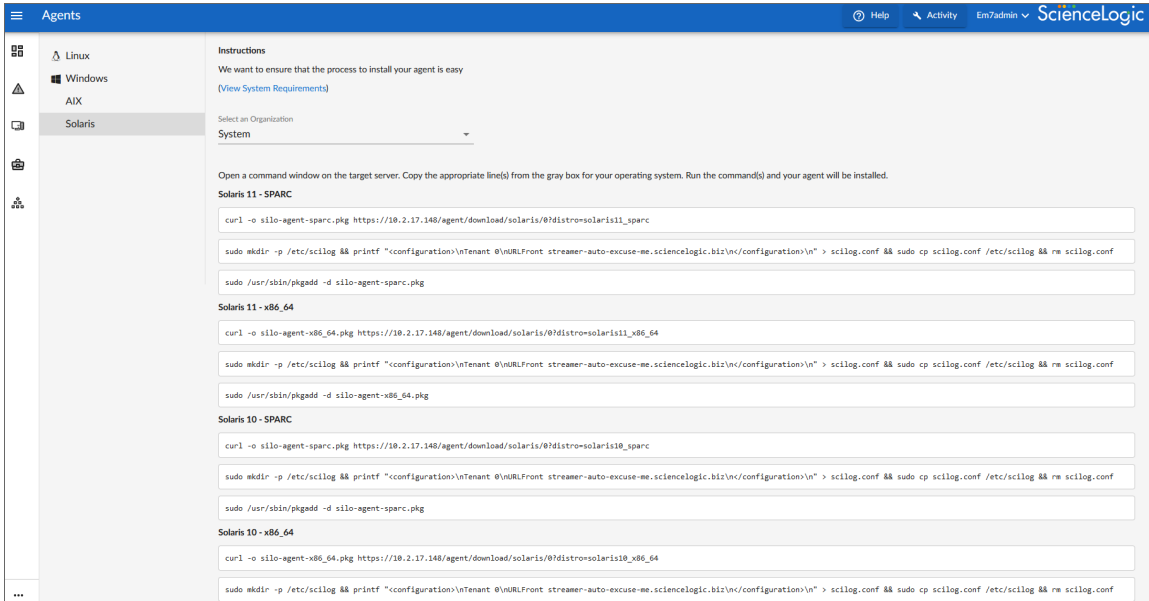 Agents
Help
Activity
Em7admin
ScienceLogic
Linux
Windows
AIX
Solaris
Instructions
We want to ensure that the process to install your agent is easy
(View System Requirements)
Select an Organization
System
Open a command window on the target server. Copy the appropriate line(s) from the gray box for your operating system. Run the command(s) and your agent will be installed.
Solaris 11 - SPARC
curl -o silo-agent-sparc.pkg https://10.2.17.148/agent/download/solaris/0?distro=solaris11_sparc
sudo mkdir -p /etc/scilog && printf "<configuration>\nTenant 0\nURLFront streamer-auto-excuse-me.sciencelogic.biz\n</configuration>\n" > scilog.conf && sudo cp scilog.conf /etc/scilog && rm scilog.conf
sudo /usr/sbin/pkgadd -d silo-agent-sparc.pkg
Solaris 11 - x86_64
curl -o silo-agent-x86_64.pkg https://10.2.17.148/agent/download/solaris/0?distro=solaris11_x86_64
sudo mkdir -p /etc/scilog && printf "<configuration>\nTenant 0\nURLFront streamer-auto-excuse-me.sciencelogic.biz\n</configuration>\n" > scilog.conf && sudo cp scilog.conf /etc/scilog && rm scilog.conf
sudo /usr/sbin/pkgadd -d silo-agent-x86_64.pkg
Solaris 10 - SPARC
curl -o silo-agent-sparc.pkg https://10.2.17.148/agent/download/solaris/0?distro=solaris10_sparc
sudo mkdir -p /etc/scilog && printf "<configuration>\nTenant 0\nURLFront streamer-auto-excuse-me.sciencelogic.biz\n</configuration>\n" > scilog.conf && sudo cp scilog.conf /etc/scilog && rm scilog.conf
sudo /usr/sbin/pkgadd -d silo-agent-sparc.pkg
Solaris 10 - x86_64
curl -o silo-agent-x86_64.pkg https://10.2.17.148/agent/download/solaris/0?distro=solaris10_x86_64
sudo mkdir -p /etc/scilog && printf "<configuration>\nTenant 0\nURLFront streamer-auto-excuse-me.sciencelogic.biz\n</configuration>\n" > scilog.conf && sudo cp scilog.conf /etc/scilog && rm scilog.conf